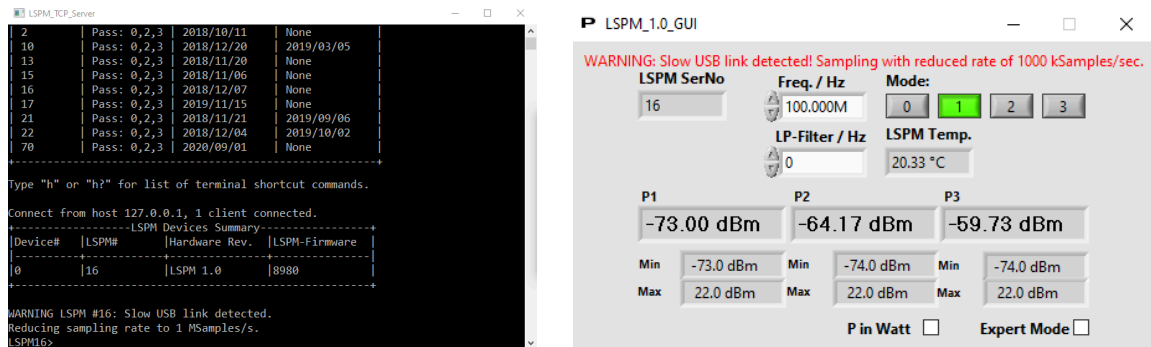 LSPM_TCP_Server
| 2 | Pass: 0,2,3 | 2018/10/11 | None |
| 10 | Pass: 0,2,3 | 2018/12/20 | 2019/03/05 |
| 13 | Pass: 0,2,3 | 2018/11/20 | None |
| 15 | Pass: 0,2,3 | 2018/11/06 | None |
| 16 | Pass: 0,2,3 | 2018/12/07 | None |
| 17 | Pass: 0,2,3 | 2019/11/15 | None |
| 21 | Pass: 0,2,3 | 2018/11/21 | 2019/09/06 |
| 22 | Pass: 0,2,3 | 2018/12/04 | 2019/10/02 |
| 70 | Pass: 0,2,3 | 2020/09/01 | None |
Type "h" or "h?" for list of terminal shortcut commands.
Connect from host 127.0.0.1, 1 client connected.
+------------------LSPM Devices Summary-----------------+
|Device# |LSPM# |Hardware Rev. |LSPM-Firmware |
|0 |16 |LSPM 1.0 |8980 |
WARNING LSPM #16: Slow USB link detected.
Reducing sampling rate to 1 MSamples/s.
LSPM16>
P LSPM_1.0_GUI
WARNING: Slow USB link detected! Sampling with reduced rate of 1000 kSamples/sec.
LSPM SerNo Freq. / Hz Mode:
16 100.000M 0 1 2 3
LP-Filter / Hz LSPM Temp.
0 20.33 °C
P1 P2 P3
-73.00 dBm -64.17 dBm -59.73 dBm
Min -73.0 dBm Min -74.0 dBm Min -74.0 dBm
Max 22.0 dBm Max 22.0 dBm Max 22.0 dBm
P in Watt Expert Mode